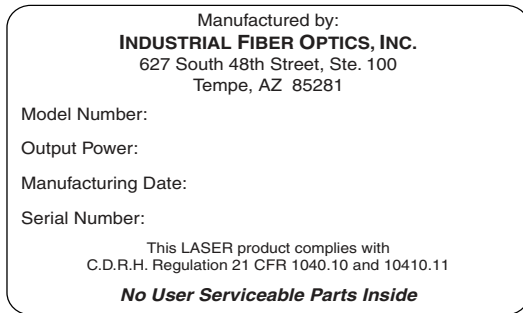 Manufactured by:
INDUSTRIAL FIBER OPTICS, INC.
627 South 48th Street, Ste. 100
Tempe, AZ 85281
Model Number:
Output Power:
Manufacturing Date:
Serial Number:
This LASER product complies with
C.D.R.H. Regulation 21 CFR 1040.10 and 10410.11
No User Serviceable Parts Inside